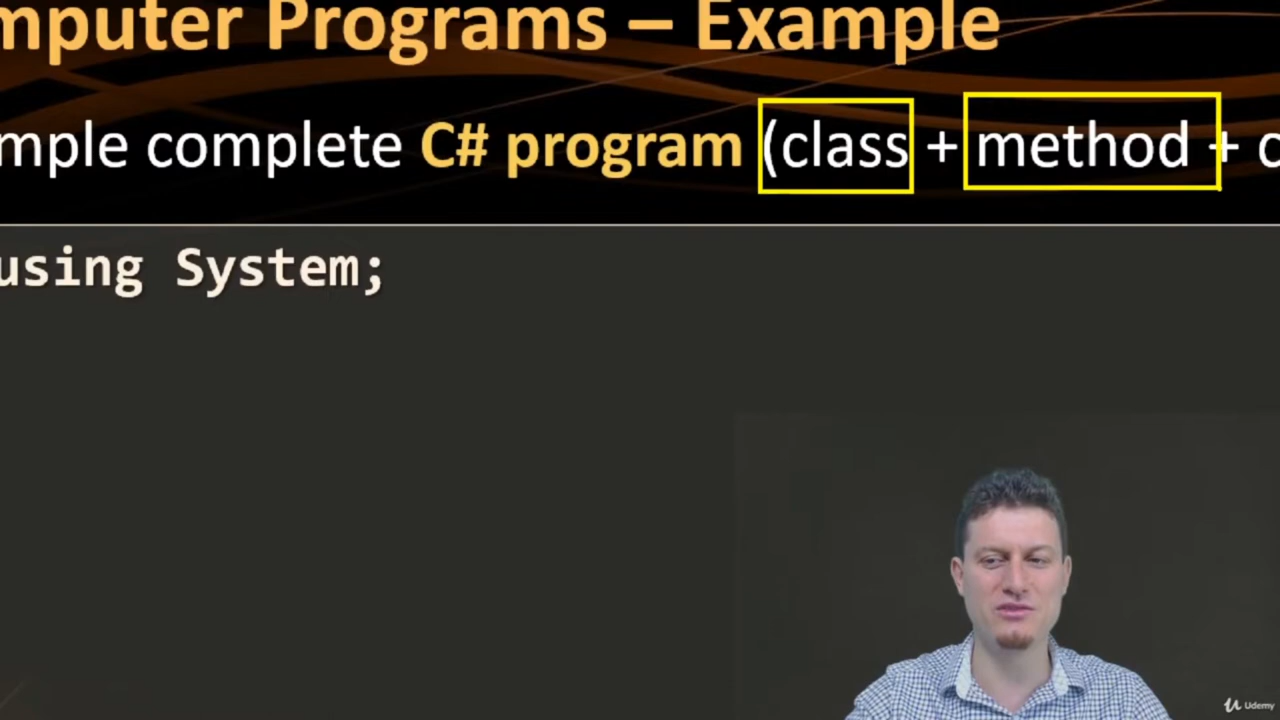 mputer Programs – Example
mple complete C# program (class + method + c
using System;
Udemy